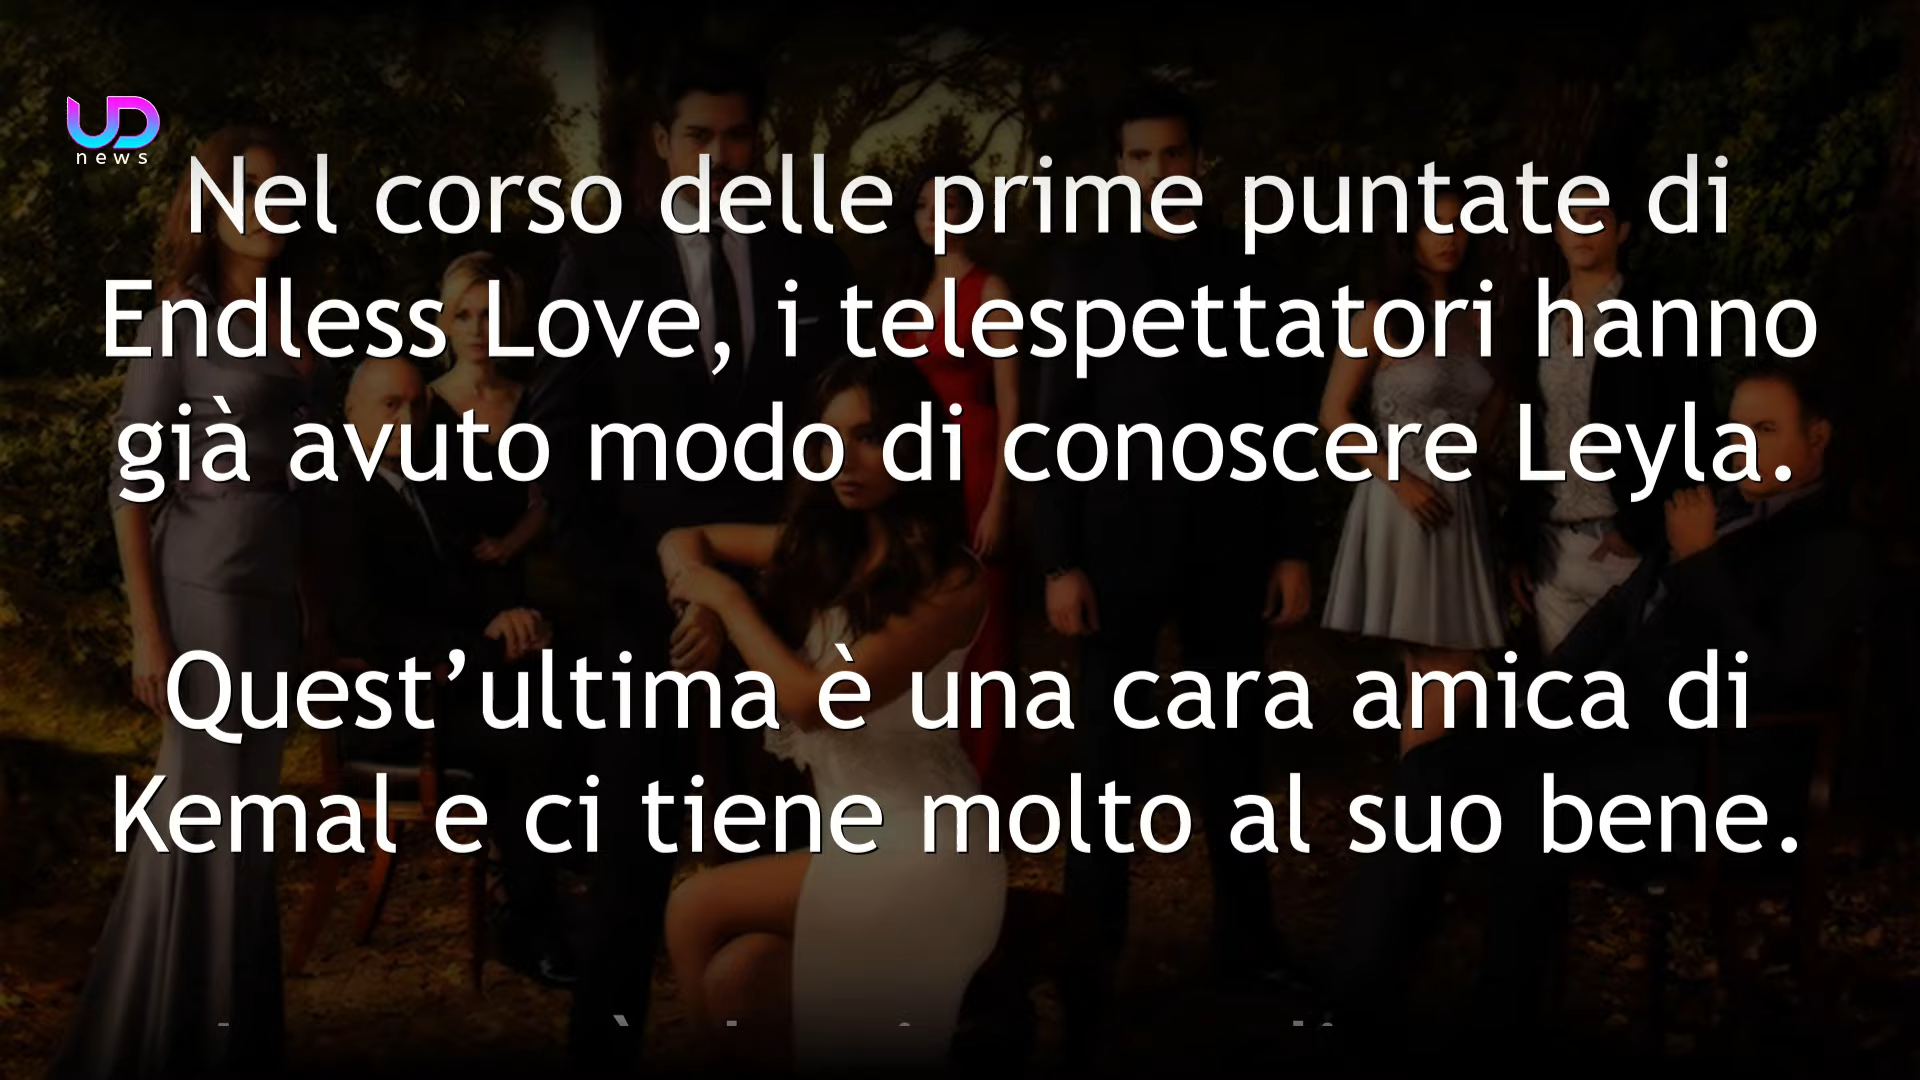 UD
news
Nel corso delle prime puntate di
Endless Love, i telespettatori hanno
già avuto modo di conoscere Leyla.
Quest’ultima è una cara amica di
Kemal e ci tiene molto al suo bene.